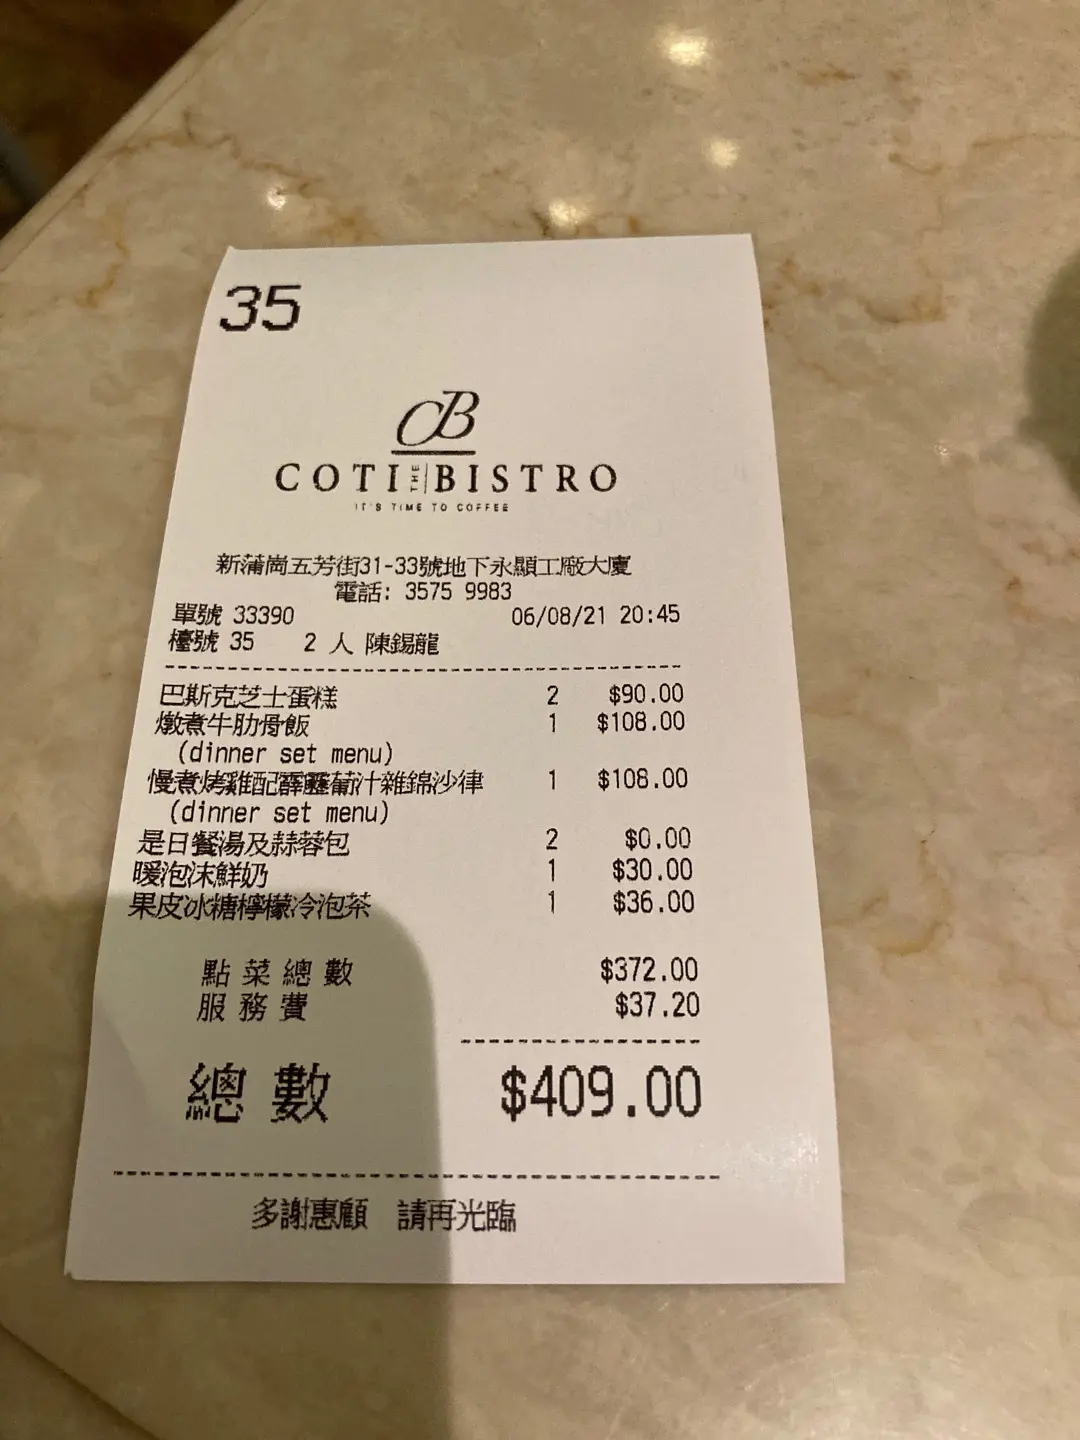 35
CB
COTI THE BISTRO
IT'S TIME TO COFFEE
新蒲崗五芳街31-33號地下永顯工廠大廈
電話: 3575 9983
單號 33390 06/08/21 20:45
檯號 35 2 人 陳錫龍
巴斯克芝士蛋糕 2 $90.00
燉煮牛肋骨飯 1 $108.00
(dinner set menu)
慢煮烤雞配霹靂葡汁雜錦沙律 1 $108.00
(dinner set menu)
是日餐湯及蒜蓉包 2 $0.00
暖泡沫鮮奶 1 $30.00
果皮冰糖檸檬冷泡茶 1 $36.00
點菜總數 $372.00
服務費 $37.20
總數 $409.00
多謝惠顧 請再光臨